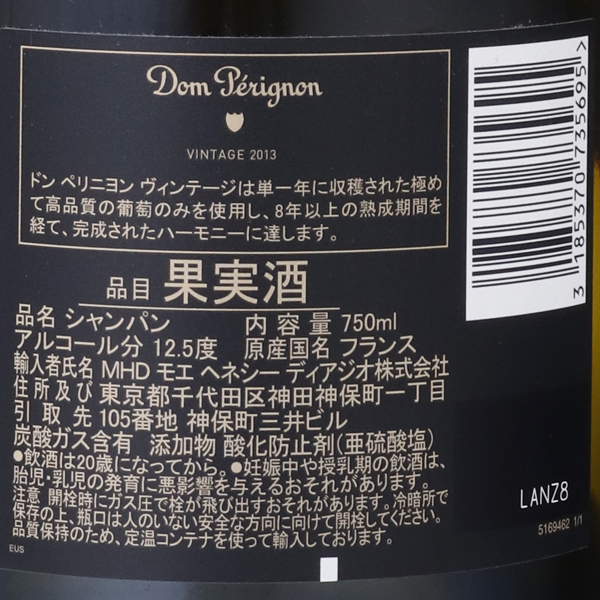 Dom Pérignon
VINTAGE 2013
ドン ペリニヨン ヴィンテージは単一年に収穫された極め
て高品質の葡萄のみを使用し、8年以上の熟成期間を
経て、完成されたハーモニーに達します。
品目 果実酒
品名 シャンパン 内容量 750ml
アルコール分 12.5度 原産国名 フランス
輸入者氏名 MHD モエ ヘネシー ディアジオ株式会社
住所及び 東京都千代田区神田神保町一丁目
引取先 105番地 神保町三井ビル
炭酸ガス含有 添加物 酸化防止剤(亜硫酸塩)
●飲酒は20歳になってから。●妊娠中や授乳期の飲酒は、
胎児・乳児の発育に悪影響を与えるおそれがあります。
注意 開栓時にガス圧で栓が飛び出すおそれがあります。冷暗所で
保存の上、瓶口は人のいない安全な方向に向けて開栓してください。
品質保持のため、定温コンテナを使って輸入しております。
EUS
3 185370 735695 >
LANZ8
5169462 1/1